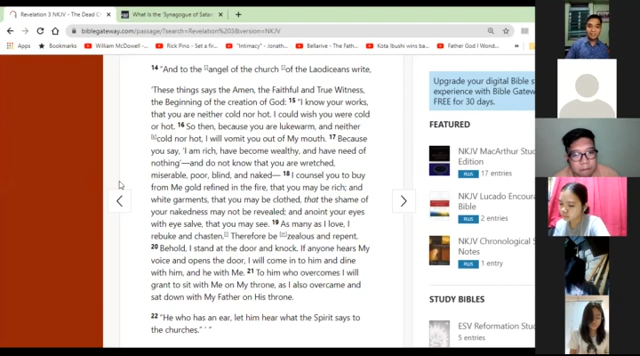 Revelation 3 NKJV - The Dead C
What Is the 'Synagogue of Satan
biblegateway.com/passage/?search=Revelation%203&version=NKJV
Apps
Bookmarks
William McDowell -
Rick Pino - Set a fi
"Intimacy" - Jonath
Bellarive - The Fath
Kota Ibushi wins ba
Father God I Wond
14 "And to the angel of the church of the Laodiceans write,
'These things says the Amen, the Faithful and True Witness,
the Beginning of the creation of God: 15 "I know your works,
that you are neither cold nor hot. I could wish you were cold
or hot. 16 So then, because you are lukewarm, and neither
cold nor hot, I will vomit you out of My mouth. 17 Because
you say, 'I am rich, have become wealthy, and have need of
nothing'—and do not know that you are wretched,
miserable, poor, blind, and naked— 18 I counsel you to buy
from Me gold refined in the fire, that you may be rich; and
white garments, that you may be clothed, that the shame of
your nakedness may not be revealed; and anoint your eyes
with eye salve, that you may see. 19 As many as I love, I
rebuke and chasten. Therefore be zealous and repent.
20 Behold, I stand at the door and knock. If anyone hears My
voice and opens the door, I will come in to him and dine
with him, and he with Me. 21 To him who overcomes I will
grant to sit with Me on My throne, as I also overcame and
sat down with My Father on His throne.
22 "He who has an ear, let him hear what the Spirit says to
the churches." ' "
Upgrade your digital Bible s
experience with Bible Gatew
FREE for 30 days.
FEATURED
NKJV MacArthur Study
Edition
PLUS 17 entries
NKJV Lucado Encoura
Bible
PLUS 2 entries
NKJV Chronological S
Notes
PLUS 1 entry
STUDY BIBLES
ESV Reformation Stud
5 entries